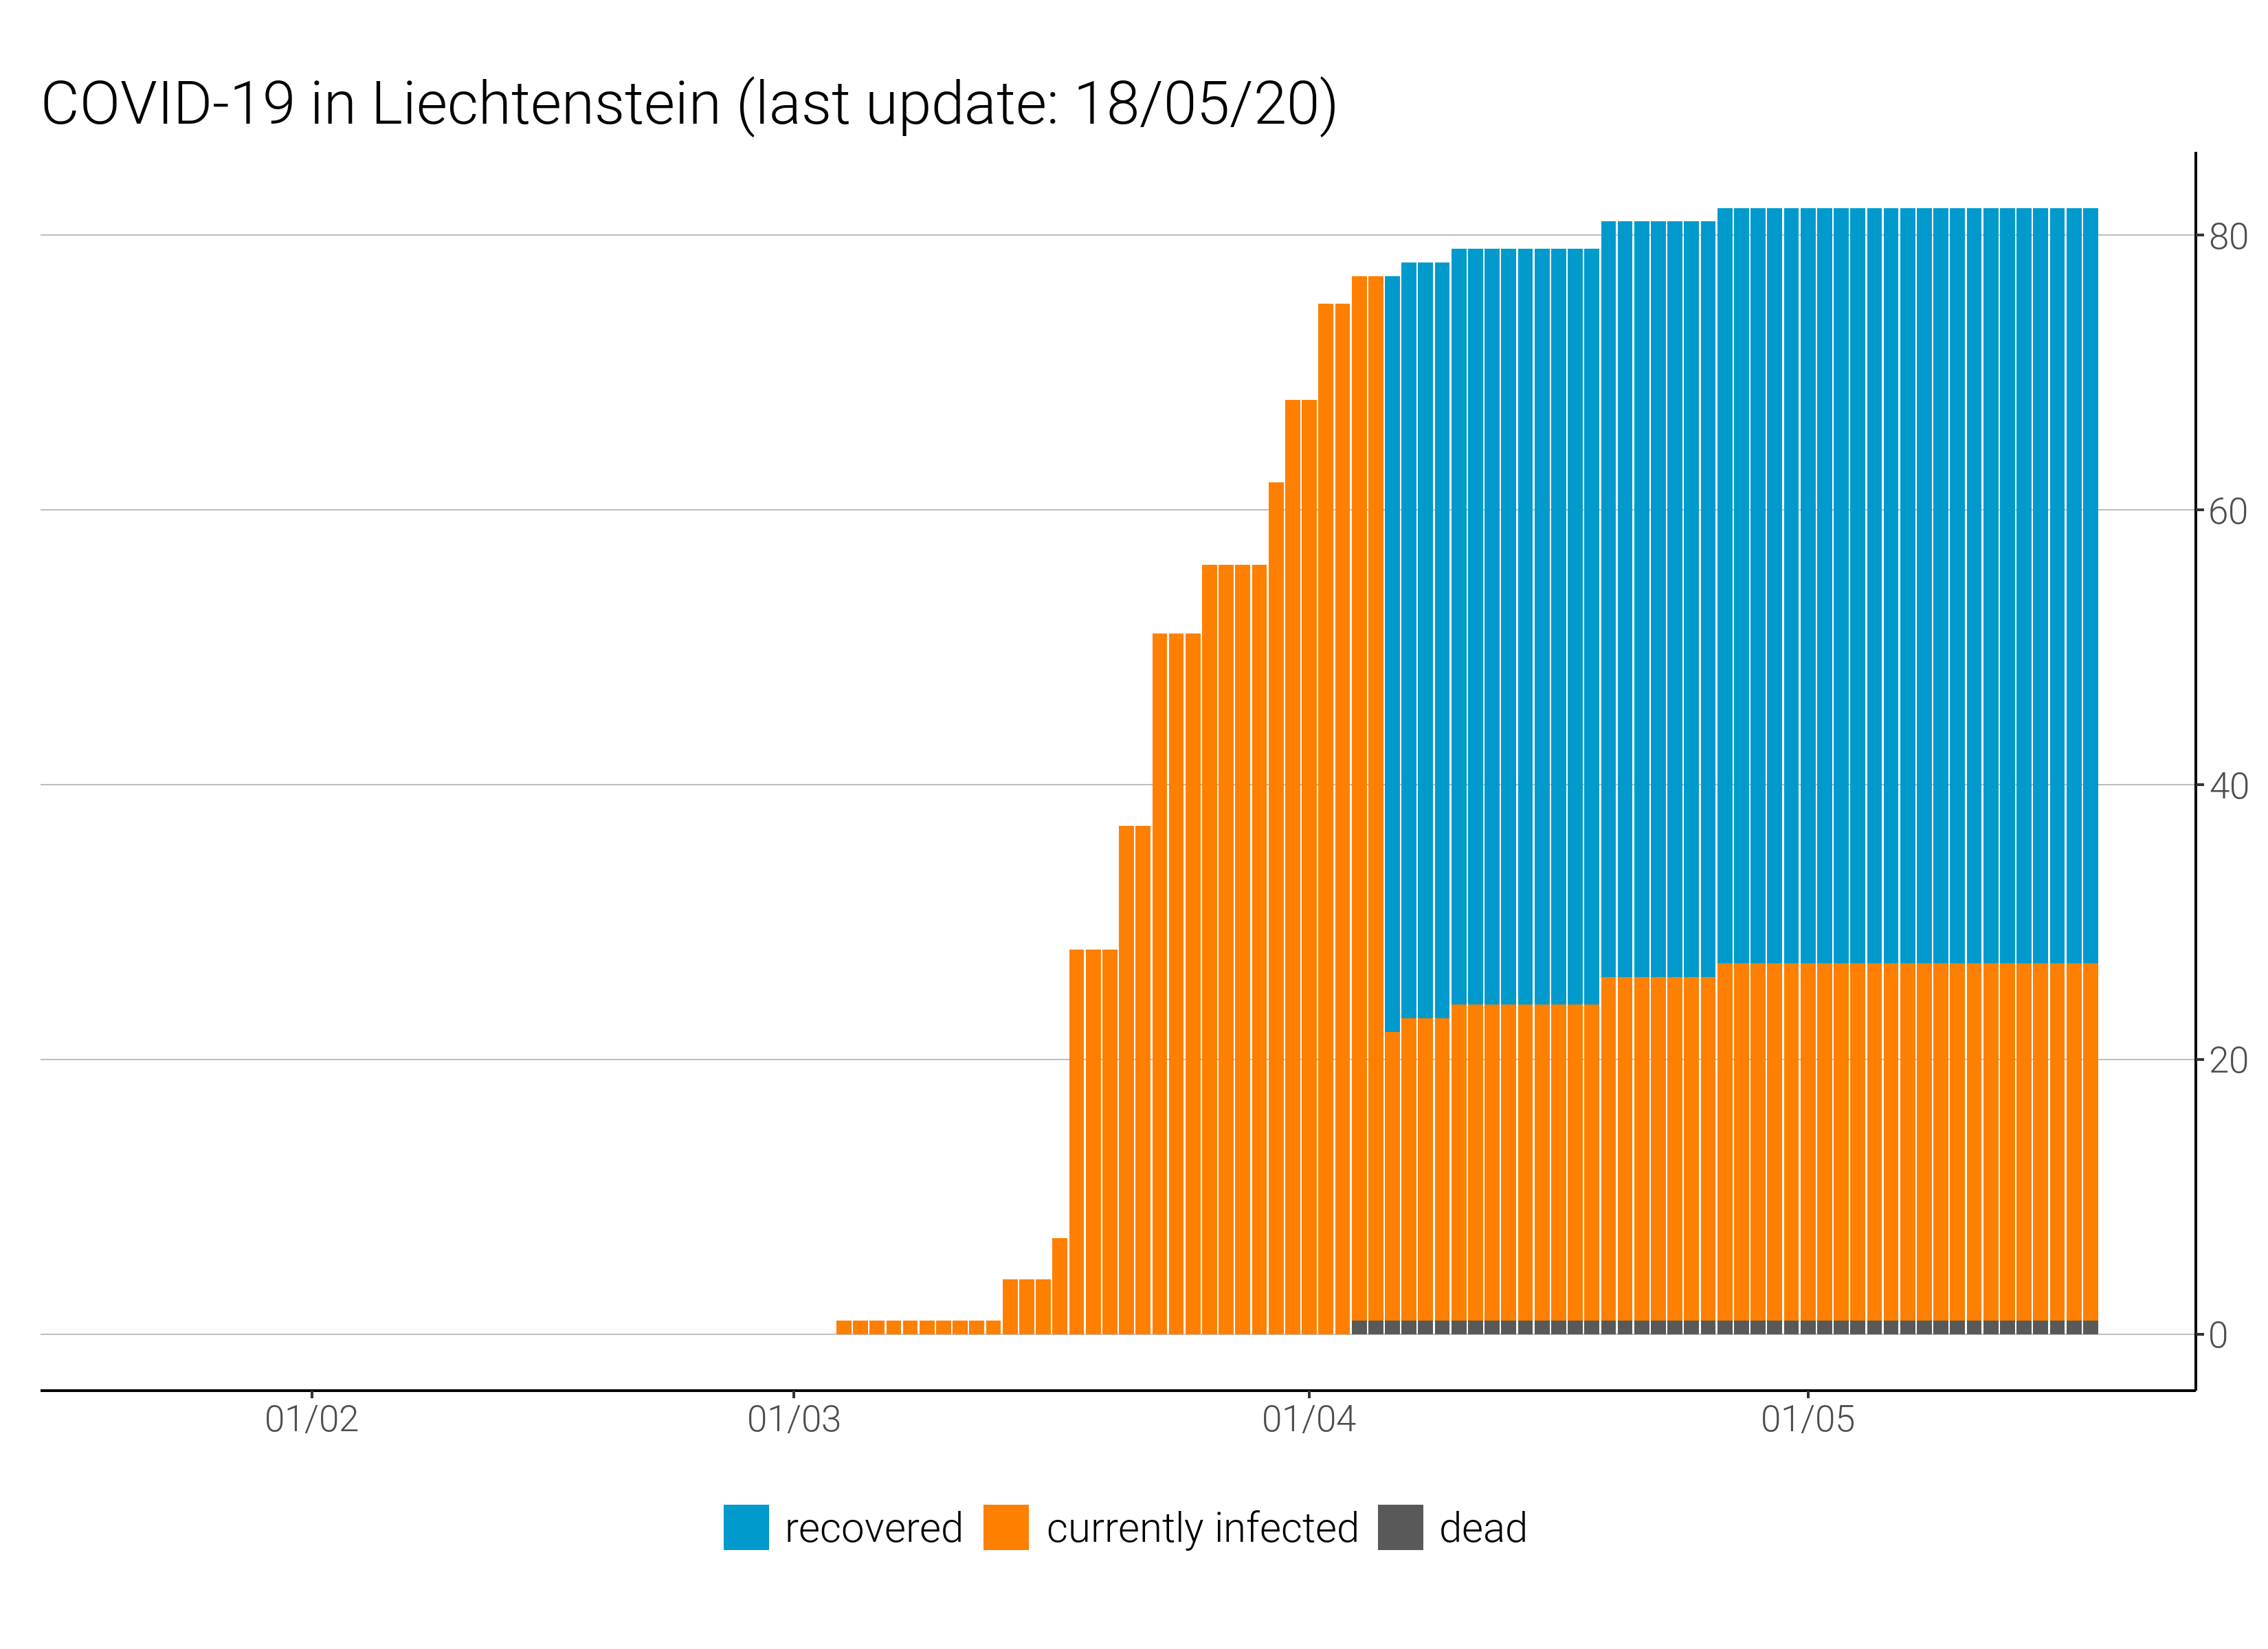 COVID-19 in Liechtenstein (last update: 18/05/20)
80
60
40
20
0
01/02 01/03 01/04 01/05
recovered currently infected dead